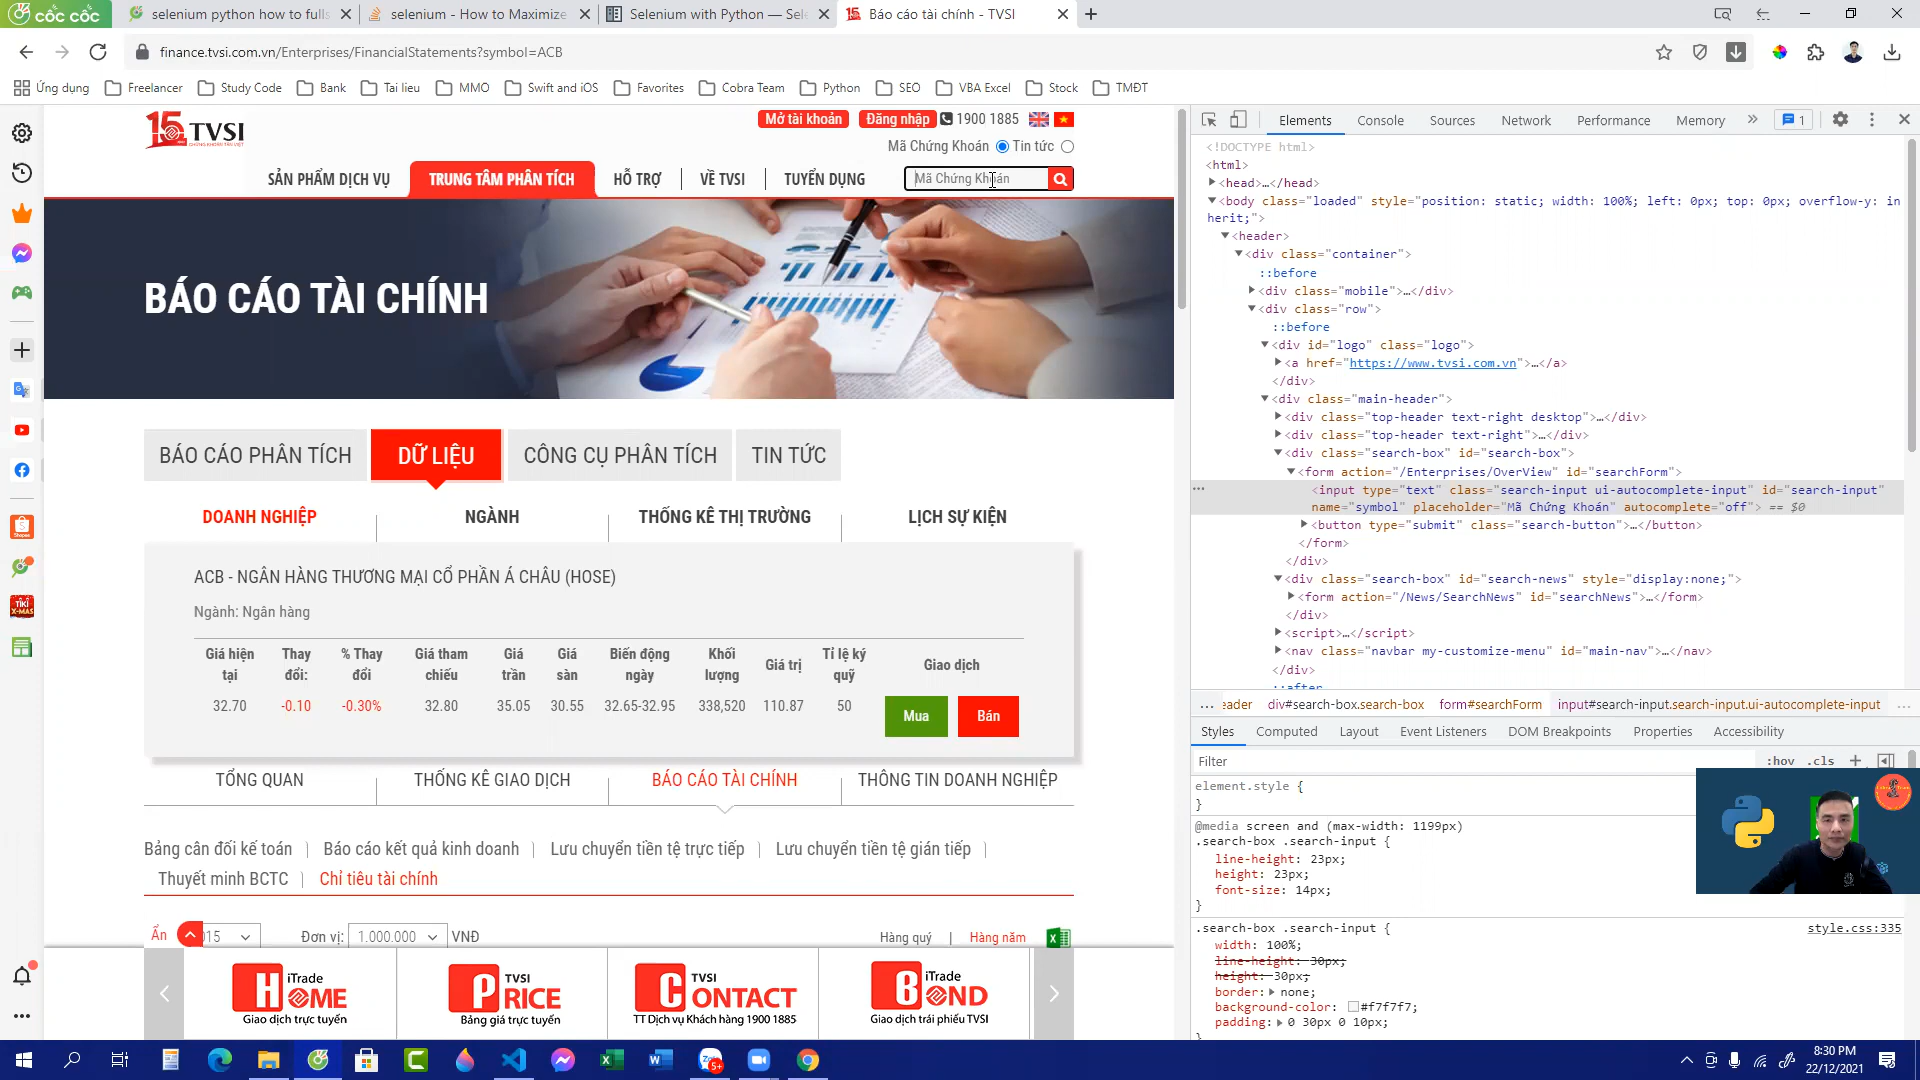 cốc cốc
selenium python how to fulls
selenium - How to Maximize
Selenium with Python — Sele
Báo cáo tài chính - TVSI
finance.tvsi.com.vn/Enterprises/FinancialStatements?symbol=ACB
Ứng dụng
Freelancer
Study Code
Bank
Tai lieu
MMO
Swift and iOS
Favorites
Cobra Team
Python
SEO
VBA Excel
Stock
TMĐT
15 TVSI
Mở tài khoản
Đăng nhập
1900 1885
Mã Chứng Khoán
Tin tức
SẢN PHẨM DỊCH VỤ
TRUNG TÂM PHÂN TÍCH
HỖ TRỢ
VỀ TVSI
TUYỂN DỤNG
Mã Chứng Khoán
BÁO CÁO TÀI CHÍNH
BÁO CÁO PHÂN TÍCH
DỮ LIỆU
CÔNG CỤ PHÂN TÍCH
TIN TỨC
DOANH NGHIỆP
NGÀNH
THỐNG KÊ THỊ TRƯỜNG
LỊCH SỰ KIỆN
ACB - NGÂN HÀNG THƯƠNG MẠI CỔ PHẦN Á CHÂU (HOSE)
Ngành: Ngân hàng
Giá hiện tại
Thay đổi:
% Thay đổi
Giá tham chiếu
Giá trần
Giá sàn
Biến động ngày
Khối lượng
Giá trị
Tỉ lệ ký quỹ
Giao dịch
32.70
-0.10
-0.30%
32.80
35.05
30.55
32.65-32.95
338,520
110.87
50
Mua
Bán
TỔNG QUAN
THỐNG KÊ GIAO DỊCH
BÁO CÁO TÀI CHÍNH
THÔNG TIN DOANH NGHIỆP
Bảng cân đối kế toán
Báo cáo kết quả kinh doanh
Lưu chuyển tiền tệ trực tiếp
Lưu chuyển tiền tệ gián tiếp
Thuyết minh BCTC
Chỉ tiêu tài chính
Ẩn
015
Đơn vị:
1.000.000
VNĐ
Hàng quý
|
Hàng năm
iTrade
HOME
Giao dịch trực tuyến
TVSI
PRICE
Bảng giá trực tuyến
TVSI
CONTACT
TT Dịch vụ Khách hàng 1900 1885
iTrade
BOND
Giao dịch trái phiếu TVSI
Elements
Console
Sources
Network
Performance
Memory
»
1
<!DOCTYPE html>
<html>
<head>…</head>
<body class="loaded" style="position: static; width: 100%; left: 0px; top: 0px; overflow-y: in
herit;">
<header>
<div class="container">
::before
<div class="mobile">…</div>
<div class="row">
::before
<div id="logo" class="logo">
<a href="https://www.tvsi.com.vn">…</a>
</div>
<div class="main-header">
<div class="top-header text-right desktop">…</div>
<div class="top-header text-right">…</div>
<div class="search-box" id="search-box">
<form action="/Enterprises/OverView" id="searchForm">
<input type="text" class="search-input ui-autocomplete-input" id="search-input"
name="symbol" placeholder="Mã Chứng Khoán" autocomplete="off"> == $0
<button type="submit" class="search-button">…</button>
</form>
</div>
<div class="search-box" id="search-news" style="display:none;">
<form action="/News/SearchNews" id="searchNews">…</form>
</div>
<script>…</script>
<nav class="navbar my-customize-menu" id="main-nav">…</nav>
</div>
::after
… eader
div#search-box.search-box
form#searchForm
input#search-input.search-input.ui-autocomplete-input
…
Styles
Computed
Layout
Event Listeners
DOM Breakpoints
Properties
Accessibility
Filter
:hov
.cls
+
element.style {
}
@media screen and (max-width: 1199px)
.search-box .search-input {
line-height: 23px;
height: 23px;
font-size: 14px;
}
.search-box .search-input {
style.css:335
width: 100%;
line-height: 30px;
height: 30px;
border: none;
background-color: #f7f7f7;
padding: 0 30px 0 10px;
}
8:30 PM
22/12/2021